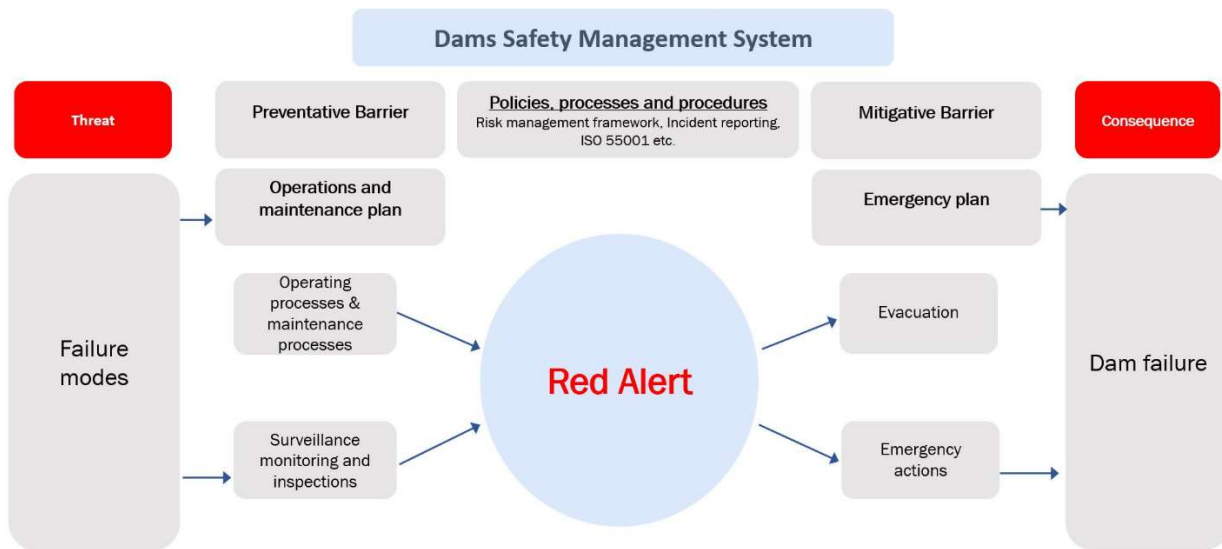 Dams Safety Management System
Threat
Preventative Barrier
Policies, processes and procedures
Risk management framework, Incident reporting,
ISO 55001 etc.
Mitigative Barrier
Consequence
Operations and
maintenance plan
Emergency plan
Operating
processes &
maintenance
processes
Evacuation
Failure
modes
Red Alert
Dam failure
Surveillance
monitoring and
inspections
Emergency
actions